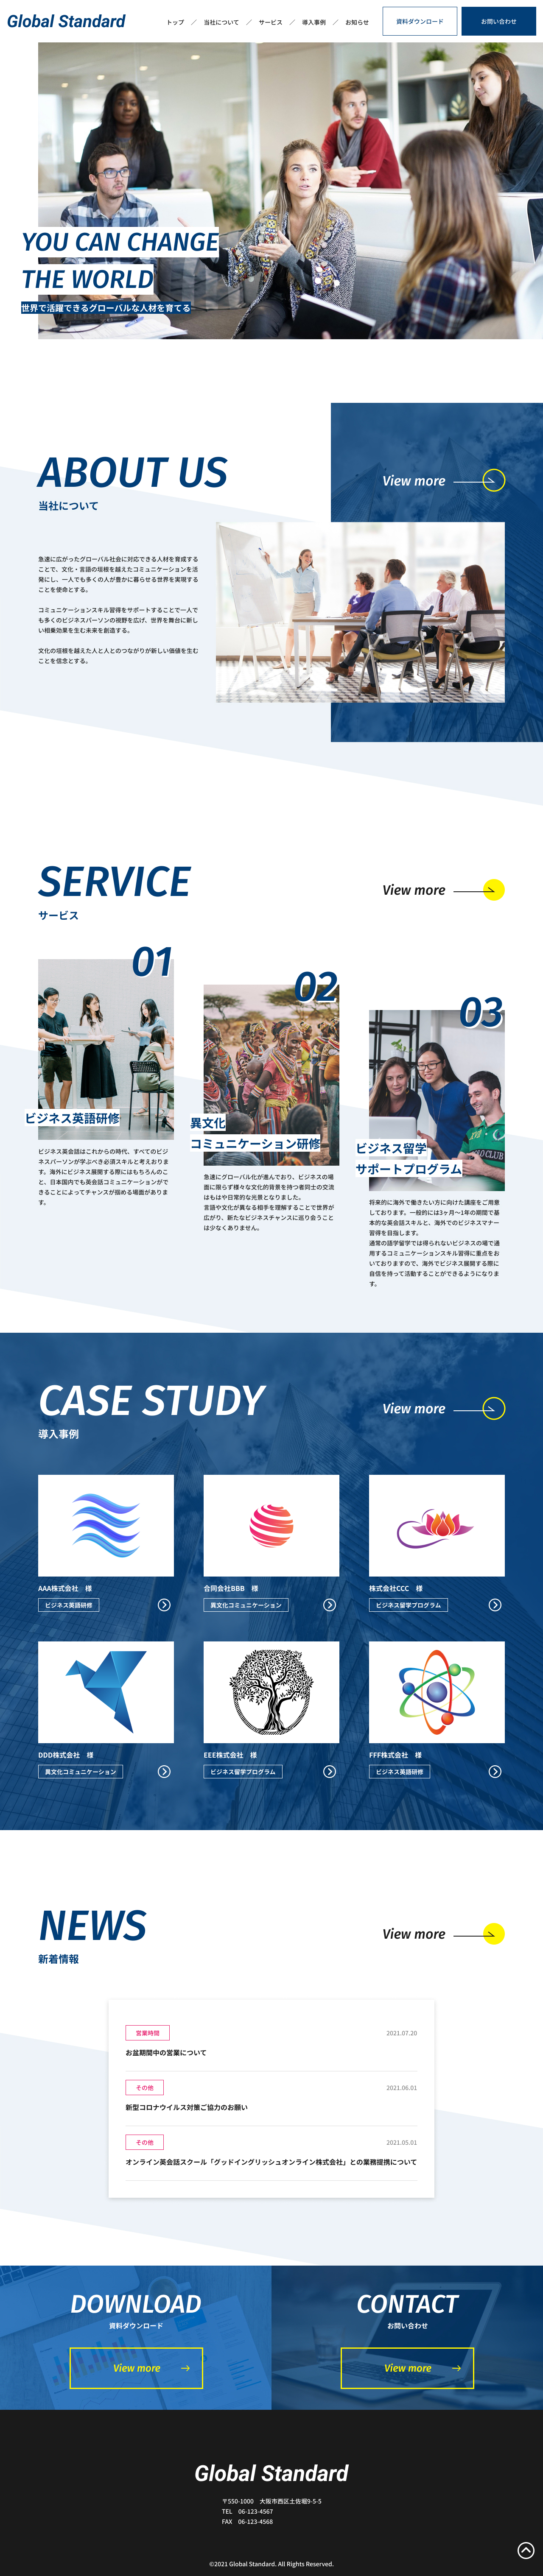 Global Standard
トップ ／ 当社について ／ サービス ／ 導入事例 ／ お知らせ
資料ダウンロード
お問い合わせ
YOU CAN CHANGE
THE WORLD
世界で活躍できるグローバルな人材を育てる
ABOUT US
当社について
View more
急速に広がったグローバル社会に対応できる人材を育成する
ことで、文化・言語の垣根を越えたコミュニケーションを活
発にし、一人でも多くの人が豊かに暮らせる世界を実現する
ことを使命とする。
コミュニケーションスキル習得をサポートすることで一人で
も多くのビジネスパーソンの視野を広げ、世界を舞台に新し
い相乗効果を生む未来を創造する。
文化の垣根を越えた人と人とのつながりが新しい価値を生む
ことを信念とする。
SERVICE
サービス
View more
01
ビジネス英語研修
ビジネス英会話はこれからの時代、すべてのビジ
ネスパーソンが学ぶべき必須スキルと考えおりま
す。海外にビジネス展開する際にはもちろんのこ
と、日本国内でも英会話コミュニケーションがで
きることによってチャンスが掴める場面がありま
す。
02
異文化
コミュニケーション研修
急速にグローバル化が進んでおり、ビジネスの場
面に限らず様々な文化的背景を持つ者同士の交流
はもはや日常的な光景となりました。
言語や文化が異なる相手を理解することで世界が
広がり、新たなビジネスチャンスに巡り会うこと
は少なくありません。
03
ビジネス留学
サポートプログラム
将来的に海外で働きたい方に向けた講座をご用意
しております。一般的には3ヶ月〜1年の期間で基
本的な英会話スキルと、海外でのビジネスマナー
習得を目指します。
通常の語学留学では得られないビジネスの場で通
用するコミュニケーションスキル習得に重点をお
いておりますので、海外でビジネス展開する際に
自信を持って活動することができるようになりま
す。
CASE STUDY
導入事例
View more
AAA株式会社　様
ビジネス英語研修
合同会社BBB　様
異文化コミュニケーション
株式会社CCC　様
ビジネス留学プログラム
DDD株式会社　様
異文化コミュニケーション
EEE株式会社　様
ビジネス留学プログラム
FFF株式会社　様
ビジネス英語研修
NEWS
新着情報
View more
営業時間 2021.07.20
お盆期間中の営業について
その他 2021.06.01
新型コロナウイルス対策ご協力のお願い
その他 2021.05.01
オンライン英会話スクール「グッドイングリッシュオンライン株式会社」との業務提携について
DOWNLOAD
資料ダウンロード
View more
CONTACT
お問い合わせ
View more
Global Standard
〒550-1000　大阪市西区土佐堀9-5-5
TEL　06-123-4567
FAX　06-123-4568
©2021 Global Standard. All Rights Reserved.